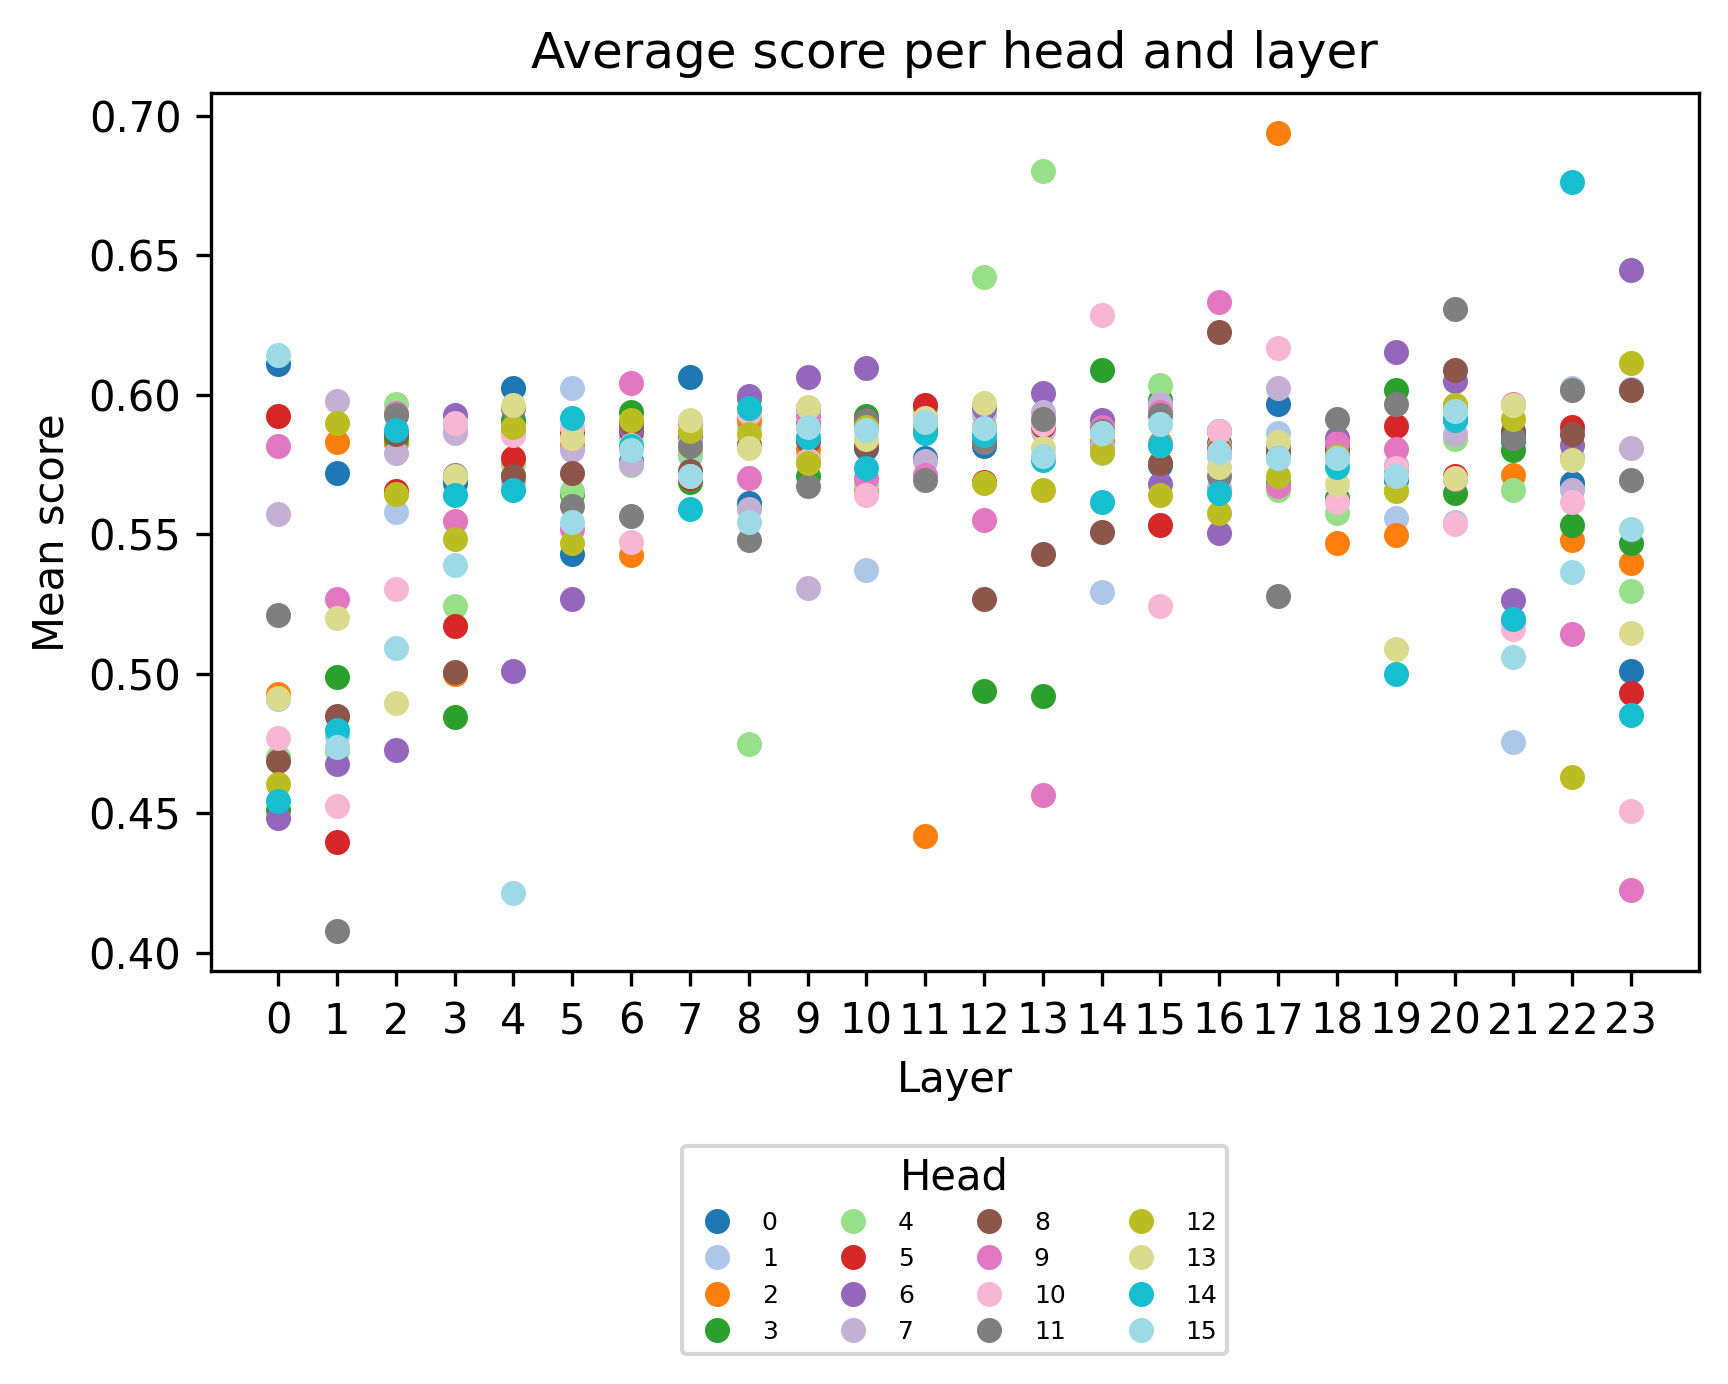 Average score per head and layer
Mean score
0.70
0.65
0.60
0.55
0.50
0.45
0.40
0 1 2 3 4 5 6 7 8 9 10 11 12 13 14 15 16 17 18 19 20 21 22 23
Layer
Head
0 4 8 12
1 5 9 13
2 6 10 14
3 7 11 15